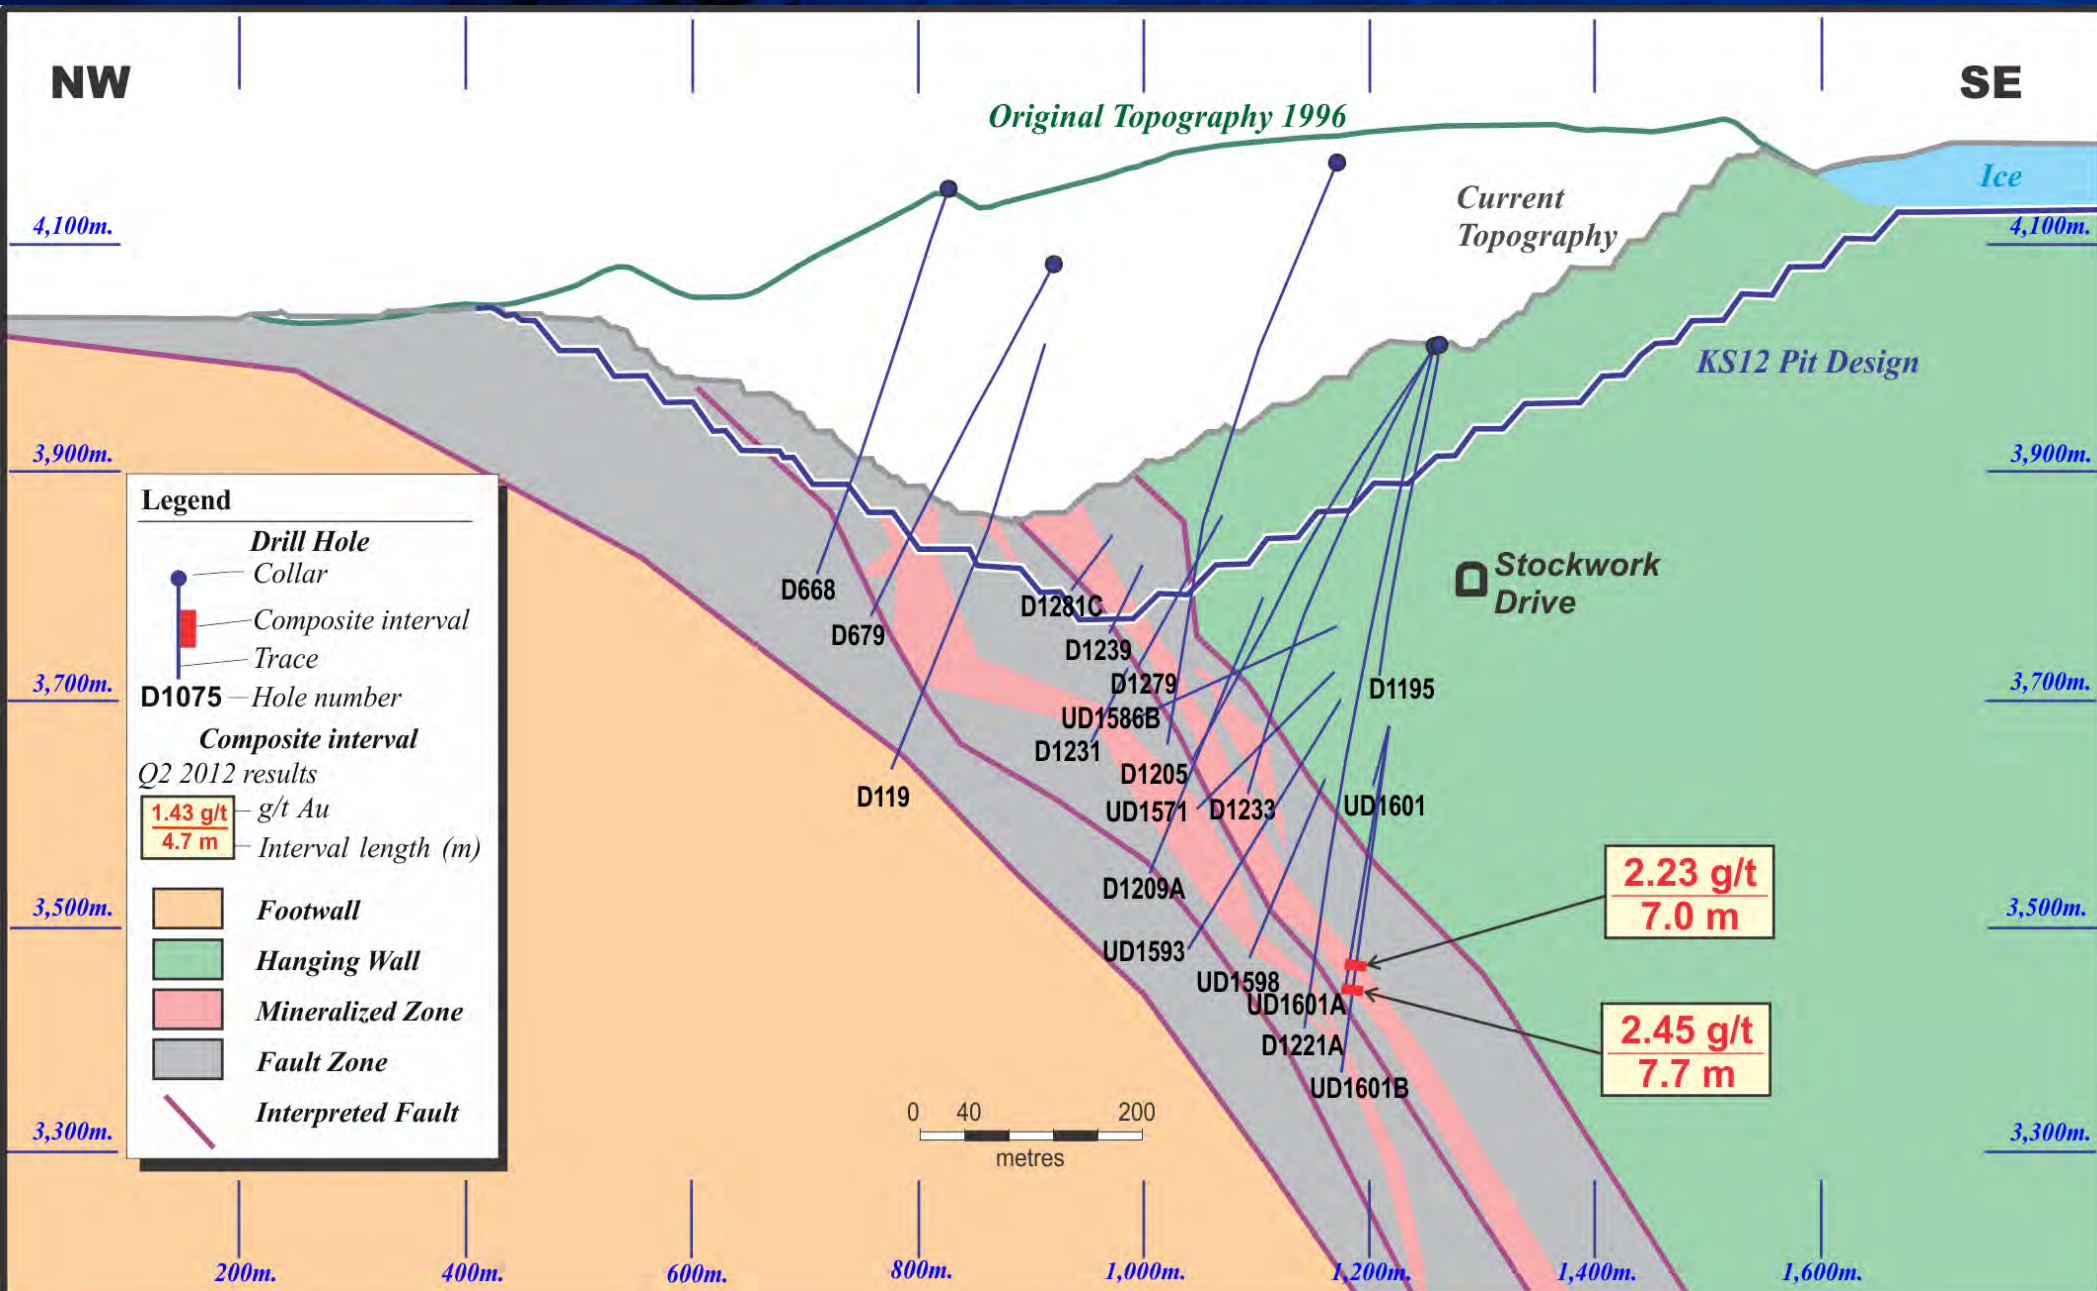 NW
SE
Original Topography 1996
Current
Topography
Ice
4,100m.
4,100m.
KS12 Pit Design
3,900m.
3,900m.
Legend
Drill Hole
Collar
Composite interval
Trace
D1075
Hole number
Composite interval
Q2 2012 results
1.43 g/t
4.7 m
g/t Au
Interval length (m)
Footwall
Hanging Wall
Mineralized Zone
Fault Zone
Interpreted Fault
Stockwork
Drive
D668
D679
D119
D1281C
D1239
D1279
UD1586B
D1231
D1205
UD1571
D1233
D1195
UD1601
D1209A
UD1593
UD1598
UD1601A
D1221A
UD1601B
3,700m.
3,700m.
2.23 g/t
7.0 m
3,500m.
3,500m.
2.45 g/t
7.7 m
0 40 200
metres
3,300m.
3,300m.
200m.
400m.
600m.
800m.
1,000m.
1,200m.
1,400m.
1,600m.